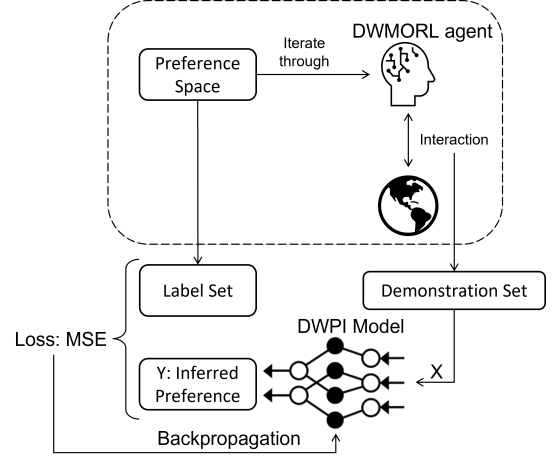 DWMORL agent
Iterate
through
Preference
Space
Interaction
Label Set
Demonstration Set
DWPI Model
Loss: MSE
Y: Inferred
Preference
X
Backpropagation